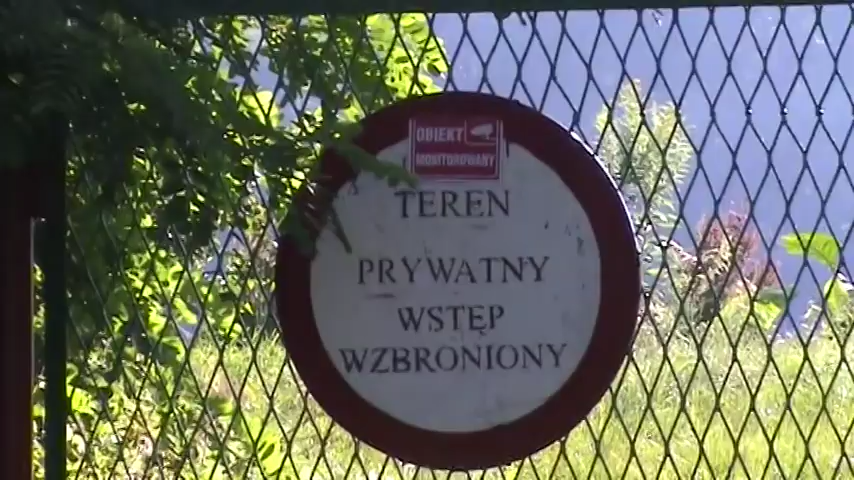 OBIEKT
MONITOROWANY
TEREN
PRYWATNY
WSTĘP
WZBRONIONY